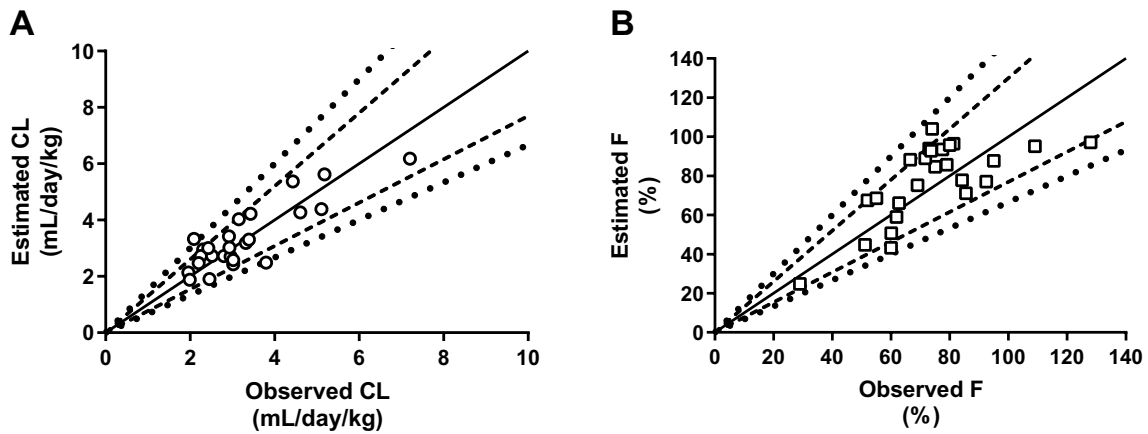 A
Estimated CL
(mL/day/kg)
10
8
6
4
2
0
0 2 4 6 8 10
Observed CL
(mL/day/kg)
B
Estimated F
(%)
140
120
100
80
60
40
20
0
0 20 40 60 80 100 120 140
Observed F
(%)